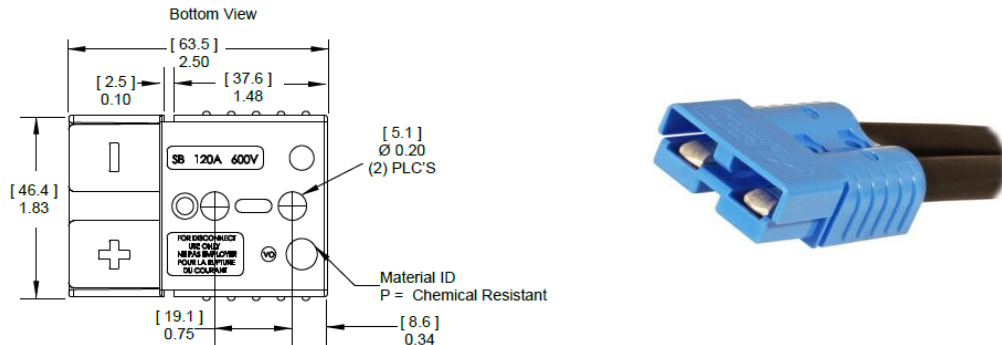 Bottom View
[ 63.5 ]
2.50
[ 2.5 ]
0.10
[ 37.6 ]
1.48
[ 5.1 ]
Ø 0.20
(2) PLC'S
SB 120A 600V
[ 46.4 ]
1.83
FOR DISCONNECT
USE ONLY
NE PAS EMPLOYER
POUR LA RUPTURE
DU COURANT
VO
Material ID
P = Chemical Resistant
[ 19.1 ]
0.75
[ 8.6 ]
0.34